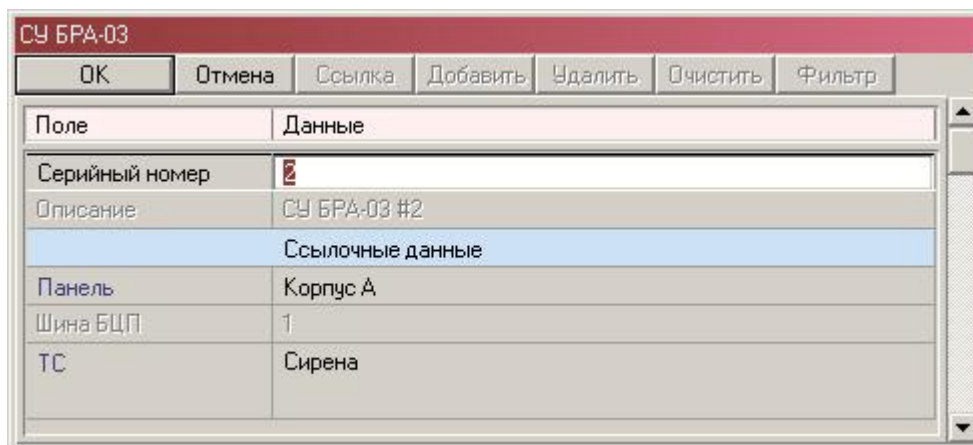 СУ БРА-03
ОК Отмена Ссылка Добавить Удалить Очистить Фильтр
Поле Данные
Серийный номер 2
Описание СУ БРА-03 #2
Ссылочные данные
Панель Корпус А
Шина БЦП 1
ТС Сирена